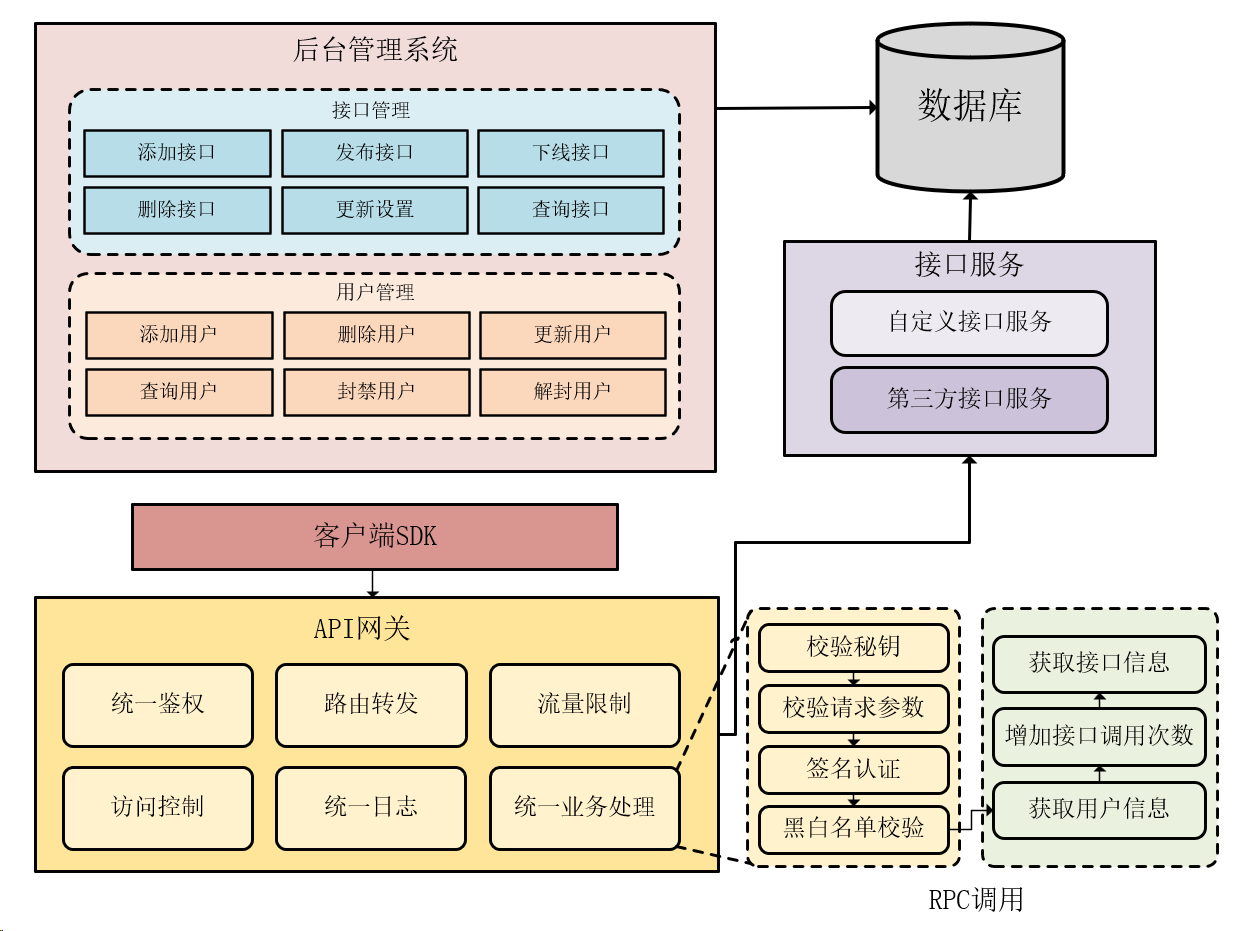 后台管理系统
接口管理
添加接口
发布接口
下线接口
删除接口
更新设置
查询接口
用户管理
添加用户
删除用户
更新用户
查询用户
封禁用户
解封用户
数据库
接口服务
自定义接口服务
第三方接口服务
客户端SDK
API网关
统一鉴权
路由转发
流量限制
访问控制
统一日志
统一业务处理
校验秘钥
校验请求参数
签名认证
黑白名单校验
获取接口信息
增加接口调用次数
获取用户信息
RPC调用